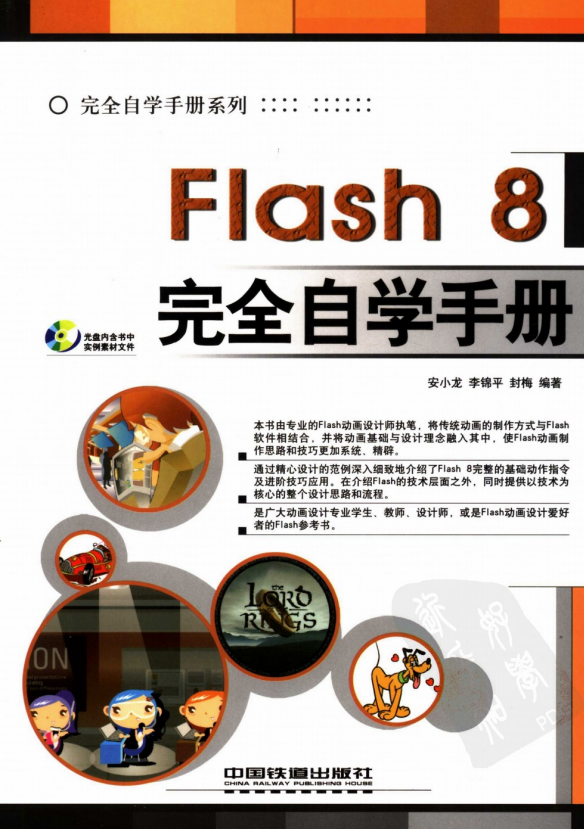 完全自学手册系列
Flash 8
完全自学手册
光盘内含书中
实例素材文件
安小龙 李锦平 封梅 编著
本书由专业的Flash动画设计师执笔，将传统动画的制作方式与Flash
软件相结合，并将动画基础与设计理念融入其中，使Flash动画制
作思路和技巧更加系统、精辟。
通过精心设计的范例深入细致地介绍了Flash 8完整的基础动作指令
及进阶技巧应用。在介绍Flash的技术层面之外，同时提供以技术为
核心的整个设计思路和流程。
是广大动画设计专业学生、教师、设计师，或是Flash动画设计爱好
者的Flash参考书。
the
LORD
RINGS
ION
PD
中国铁道出版社
CHINA RAILWAY PUBLISHING HOUSE